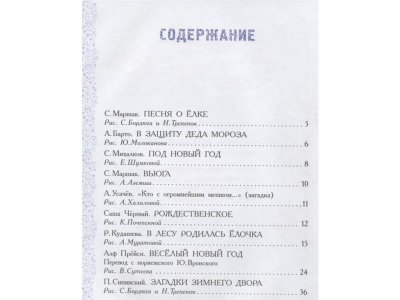 СОДЕРЖАНИЕ
С. Маршак. ПЕСНЯ О ЁЛКЕ
Рис. С. Бордюга и Н. Трепенок 5
А. Барто. В ЗАЩИТУ ДЕДА МОРОЗА
Рис. Ю. Молоканова 6
С. Михалков. ПОД НОВЫЙ ГОД
Рис. Е. Шумковой 8
С. Маршак. ВЬЮГА
Рис. А. Аземша 10
А. Усачёв. «Кто с огромнейшим мешком...» (загадка)
Рис. А. Халиловой 11
Саша Чёрный. РОЖДЕСТВЕНСКОЕ
Рис. К. Почтенной 12
Р. Кудашева. В ЛЕСУ РОДИЛАСЬ ЁЛОЧКА
Рис. А. Муратовой 15
Алф Прёйсн. ВЕСЁЛЫЙ НОВЫЙ ГОД
Перевод с норвежского Ю. Вронского
Рис. В. Сутеева 24
П. Синявский. ЗАГАДКИ ЗИМНЕГО ДВОРА
Рис. С. Бордюга и Н. Трепенок 36